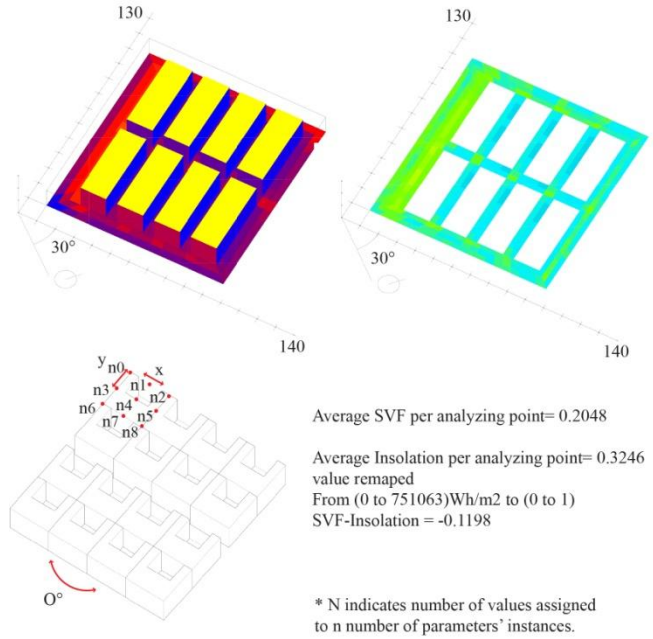 130
130
30°
30°
140
140
y
n0
x
n1
n3
n2
n6
n4
n5
n7
n8
O°
Average SVF per analyzing point= 0.2048
Average Insolation per analyzing point= 0.3246
value remaped
From (0 to 751063)Wh/m2 to (0 to 1)
SVF-Insolation = -0.1198
* N indicates number of values assigned
to n number of parameters’ instances.